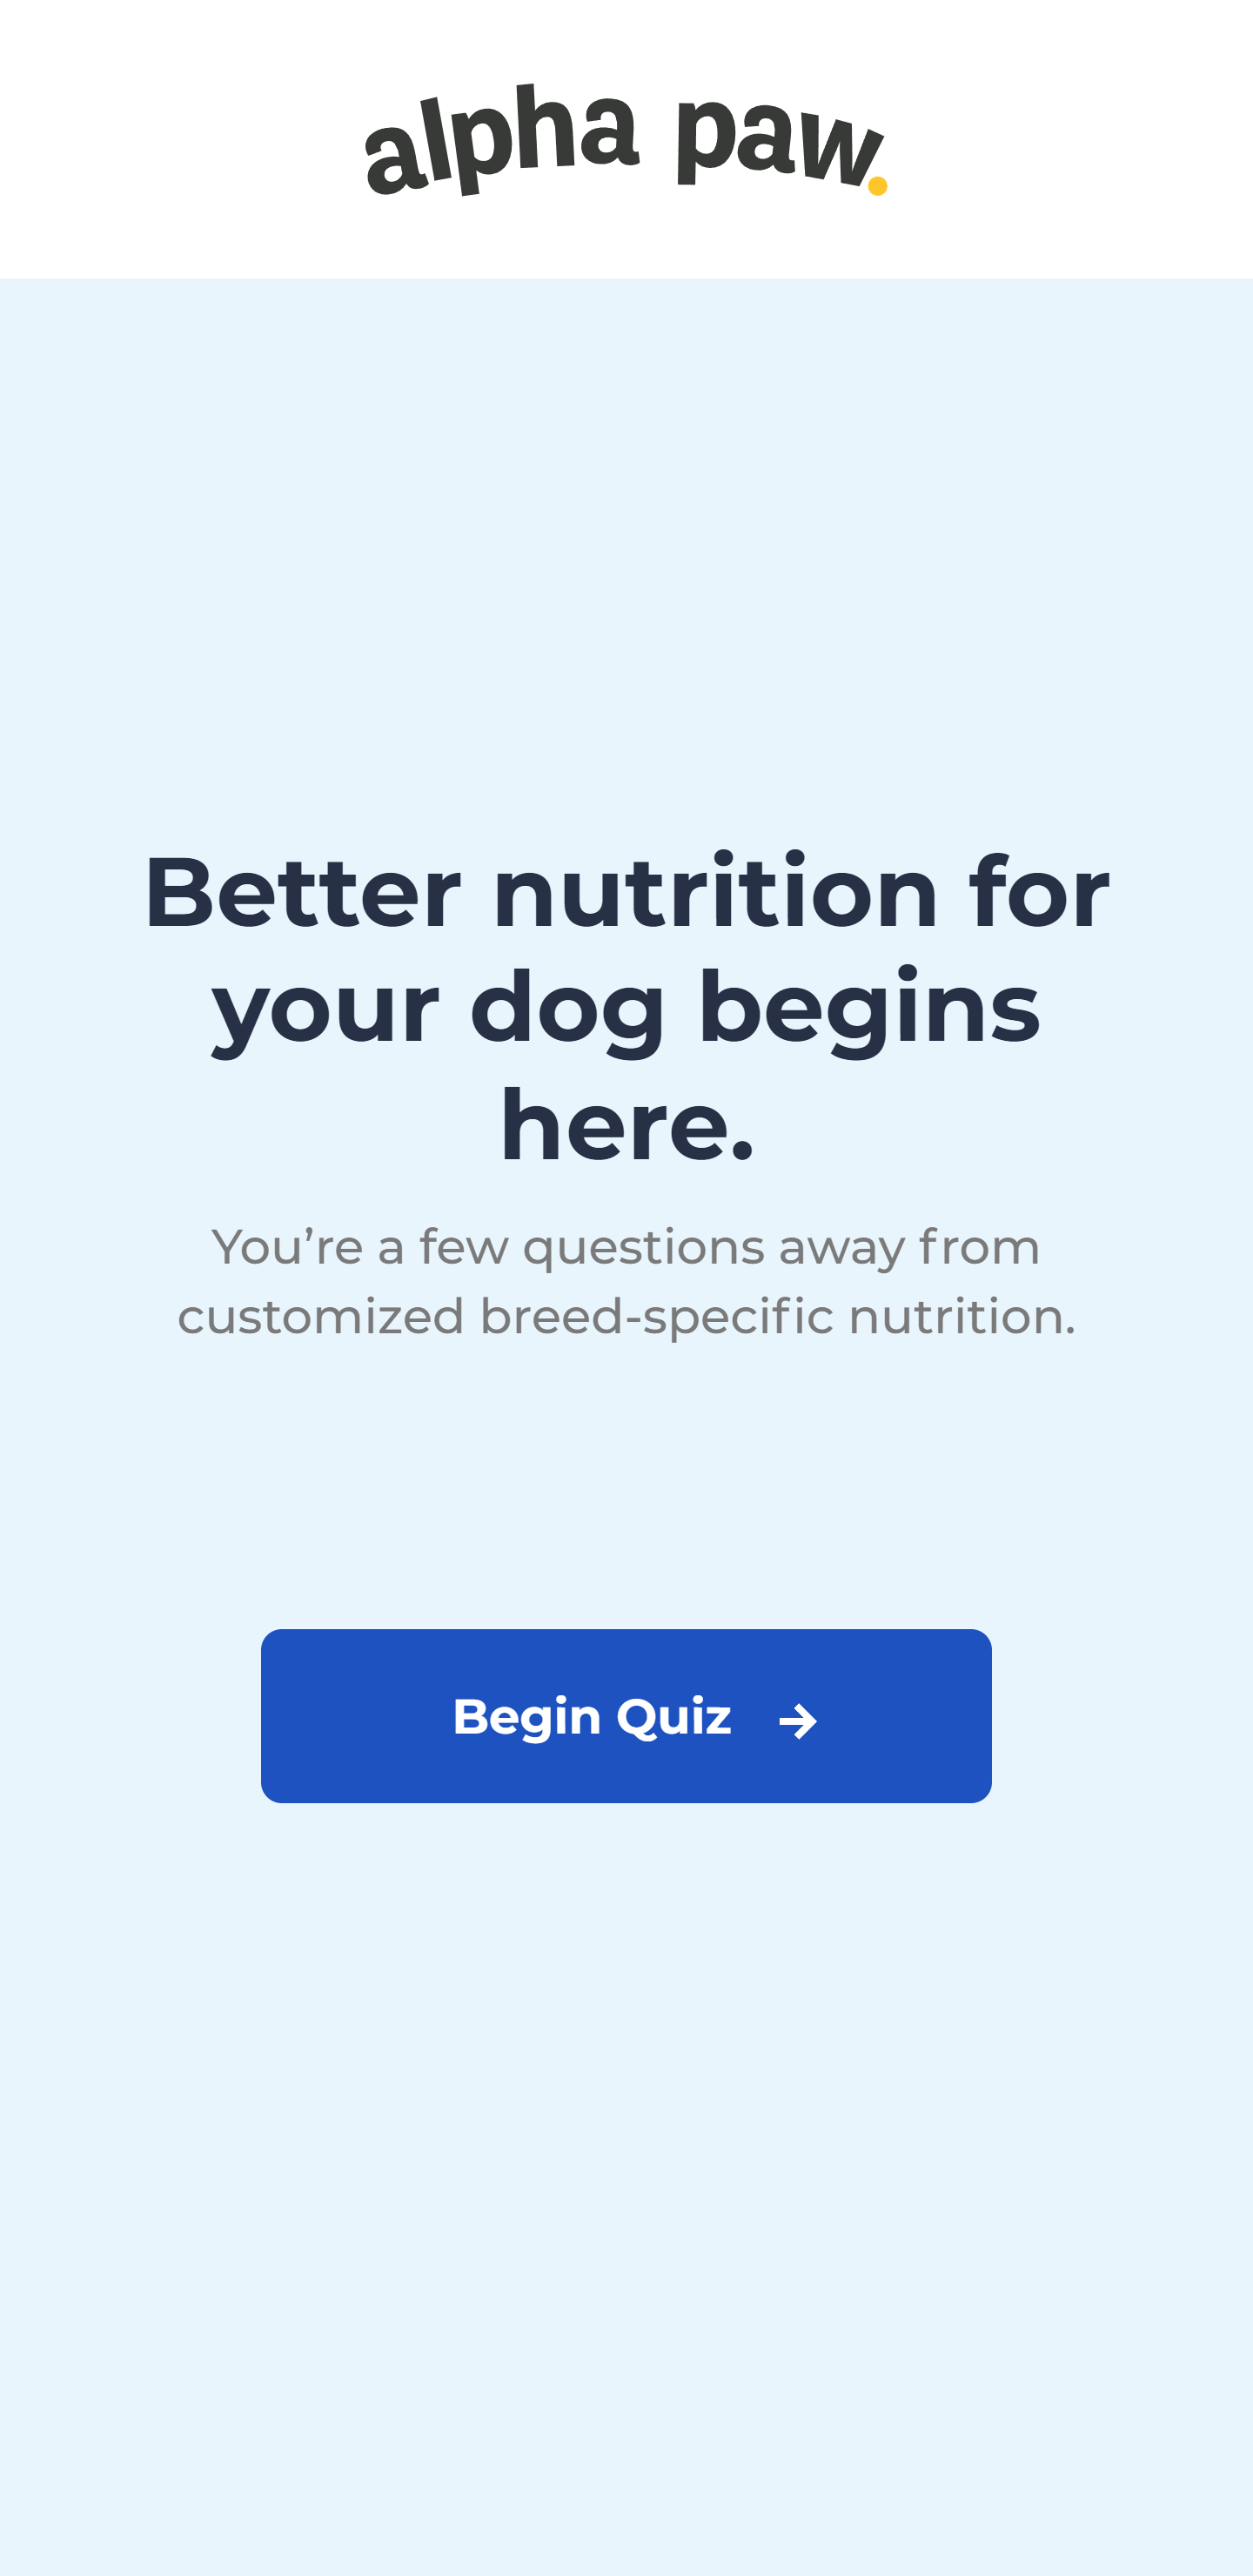 alpha paw.
Better nutrition for
your dog begins
here.
You’re a few questions away from
customized breed-specific nutrition.
Begin Quiz →